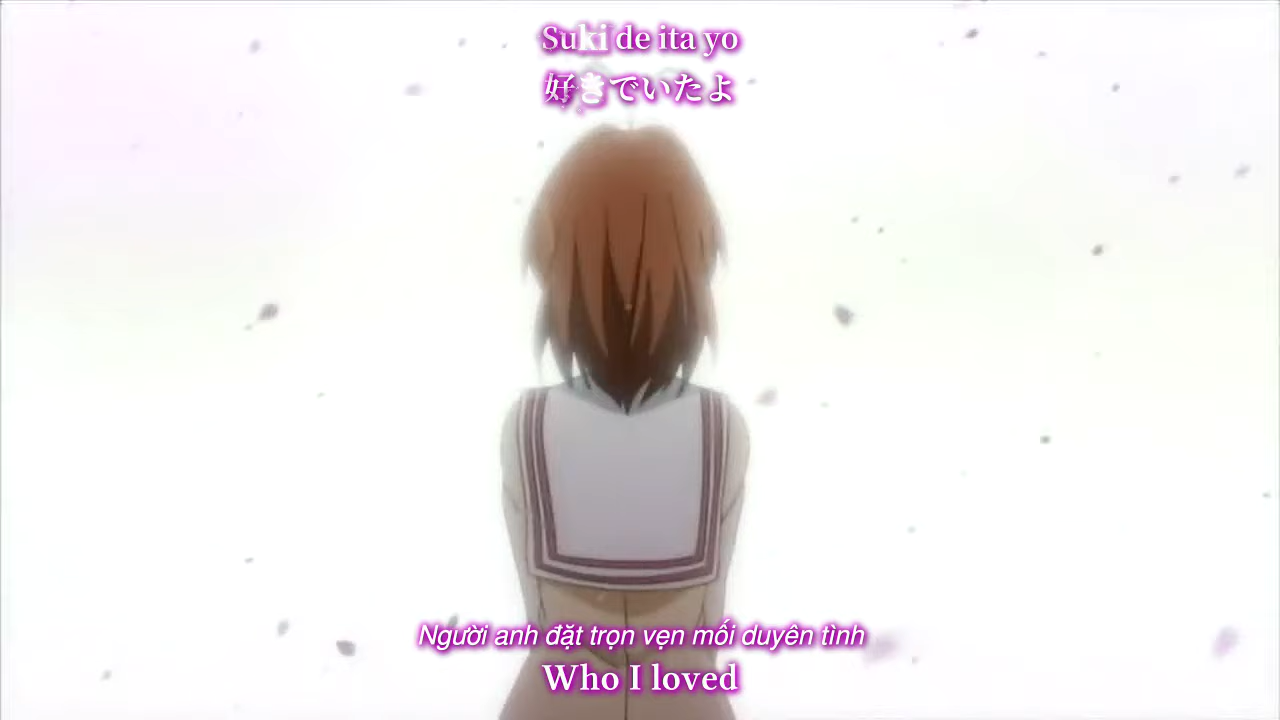 Suki de ita yo
好きでいたよ
Người anh đặt trọn vẹn mối duyên tình
Who I loved